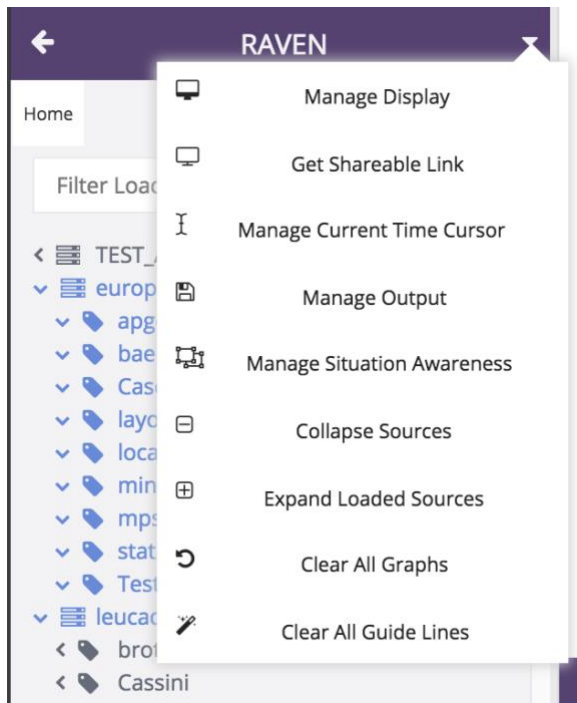 RAVEN
Home
Manage Display
Get Shareable Link
Filter Load
Manage Current Time Cursor
TEST_
europ
Manage Output
apg
bae
Manage Situation Awareness
Cas
layo
Collapse Sources
loca
min
Expand Loaded Sources
mps
stat
Clear All Graphs
Test
leucad
Clear All Guide Lines
bro
Cassini